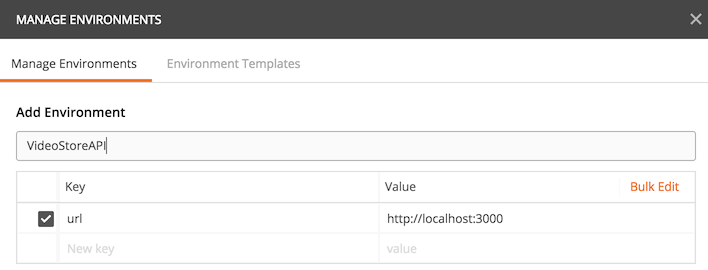 MANAGE ENVIRONMENTS
Manage Environments Environment Templates
Add Environment
VideoStoreAPI
Key Value Bulk Edit
url http://localhost:3000
New key value